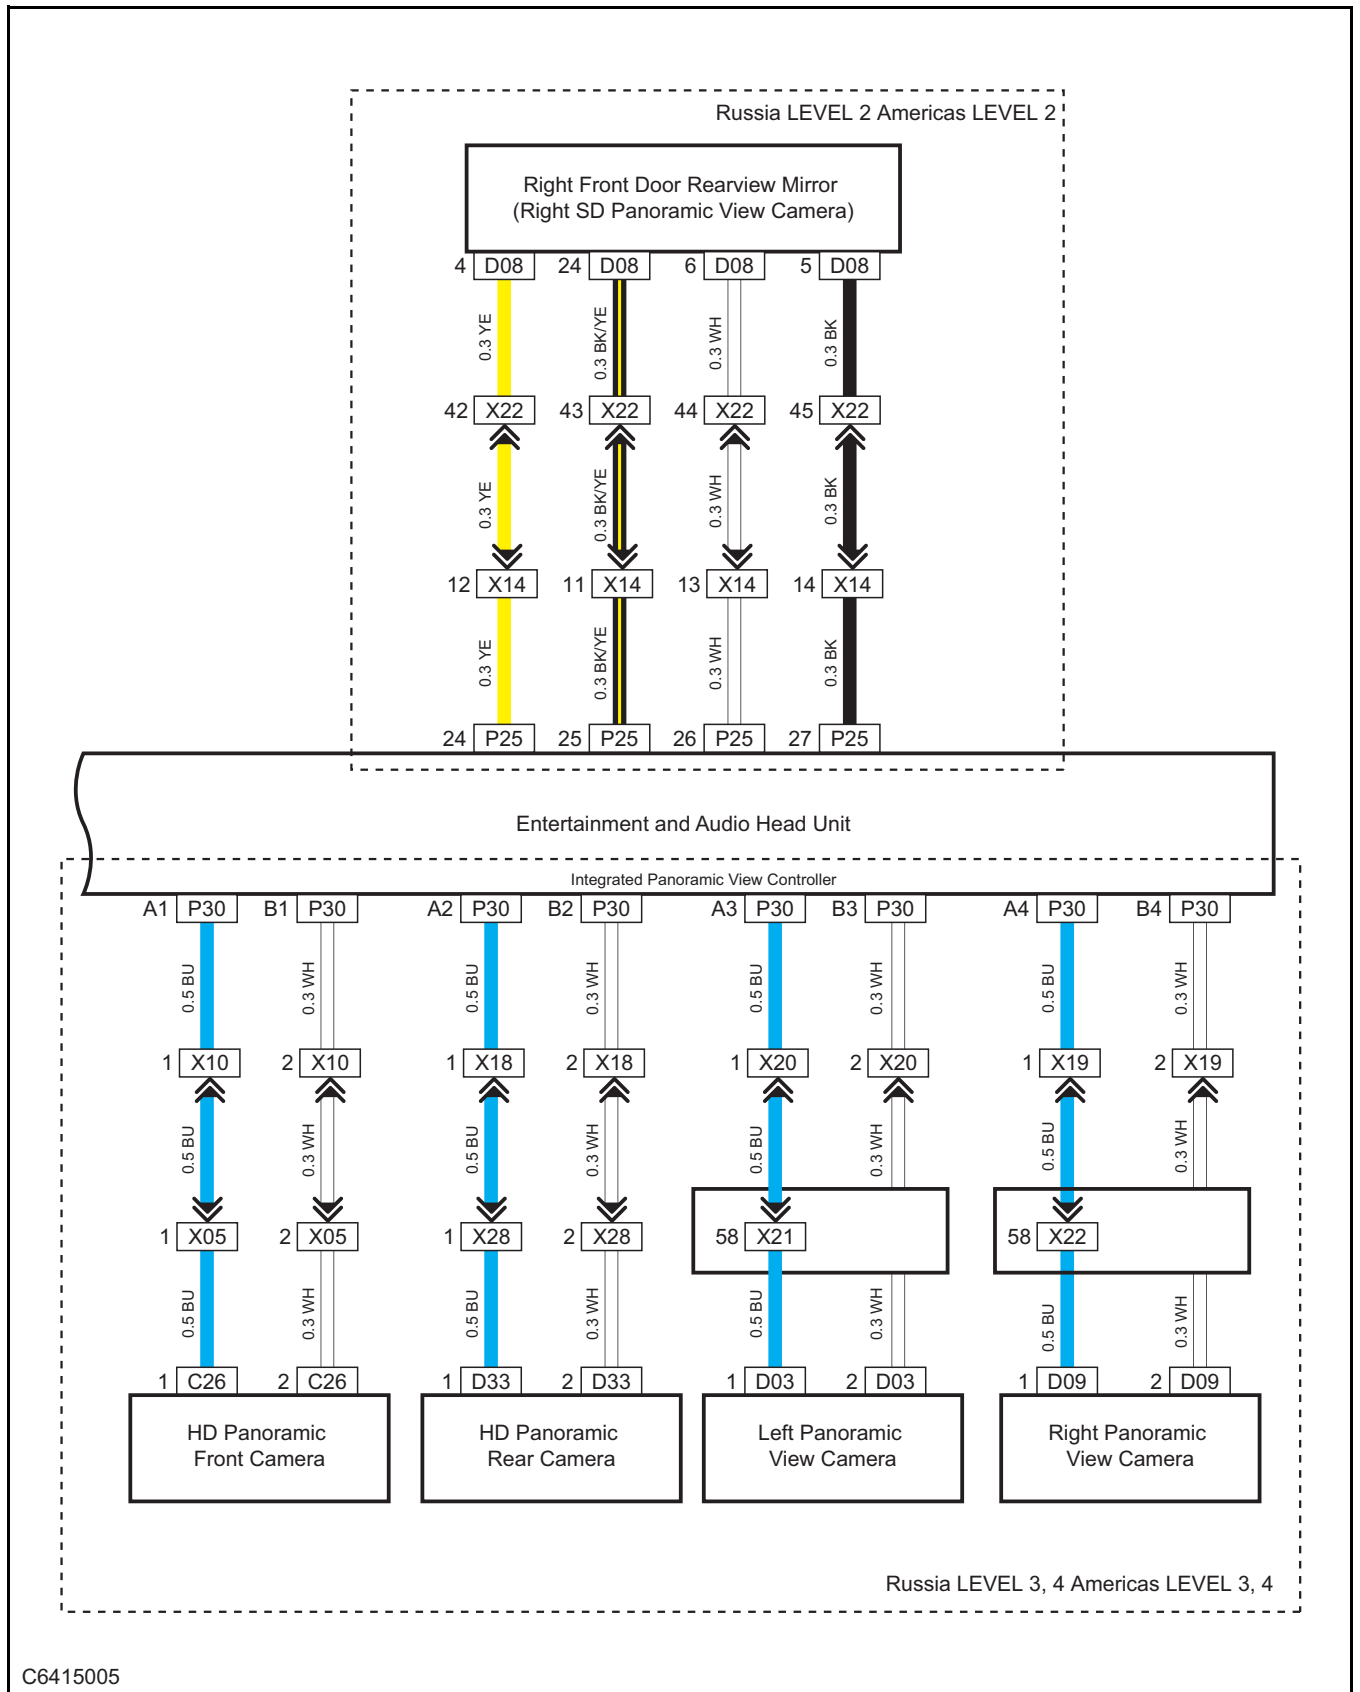 Russia LEVEL 2 Americas LEVEL 2
Right Front Door Rearview Mirror
(Right SD Panoramic View Camera)
4 D08 24 D08 6 D08 5 D08
0.3 YE 0.3 BK/YE 0.3 WH 0.3 BK
42 X22 43 X22 44 X22 45 X22
0.3 YE 0.3 BK/YE 0.3 WH 0.3 BK
12 X14 11 X14 13 X14 14 X14
0.3 YE 0.3 BK/YE 0.3 WH 0.3 BK
24 P25 25 P25 26 P25 27 P25
Entertainment and Audio Head Unit
Integrated Panoramic View Controller
A1 P30 B1 P30 A2 P30 B2 P30 A3 P30 B3 P30 A4 P30 B4 P30
0.5 BU 0.3 WH 0.5 BU 0.3 WH 0.5 BU 0.3 WH 0.5 BU 0.3 WH
1 X10 2 X10 1 X18 2 X18 1 X20 2 X20 1 X19 2 X19
0.5 BU 0.3 WH 0.5 BU 0.3 WH 0.5 BU 0.3 WH 0.5 BU 0.3 WH
1 X05 2 X05 1 X28 2 X28 58 X21 58 X22
0.5 BU 0.3 WH 0.5 BU 0.3 WH 0.5 BU 0.3 WH 0.5 BU 0.3 WH
1 C26 2 C26 1 D33 2 D33 1 D03 2 D03 1 D09 2 D09
HD Panoramic
Front Camera
HD Panoramic
Rear Camera
Left Panoramic
View Camera
Right Panoramic
View Camera
Russia LEVEL 3, 4 Americas LEVEL 3, 4
C6415005